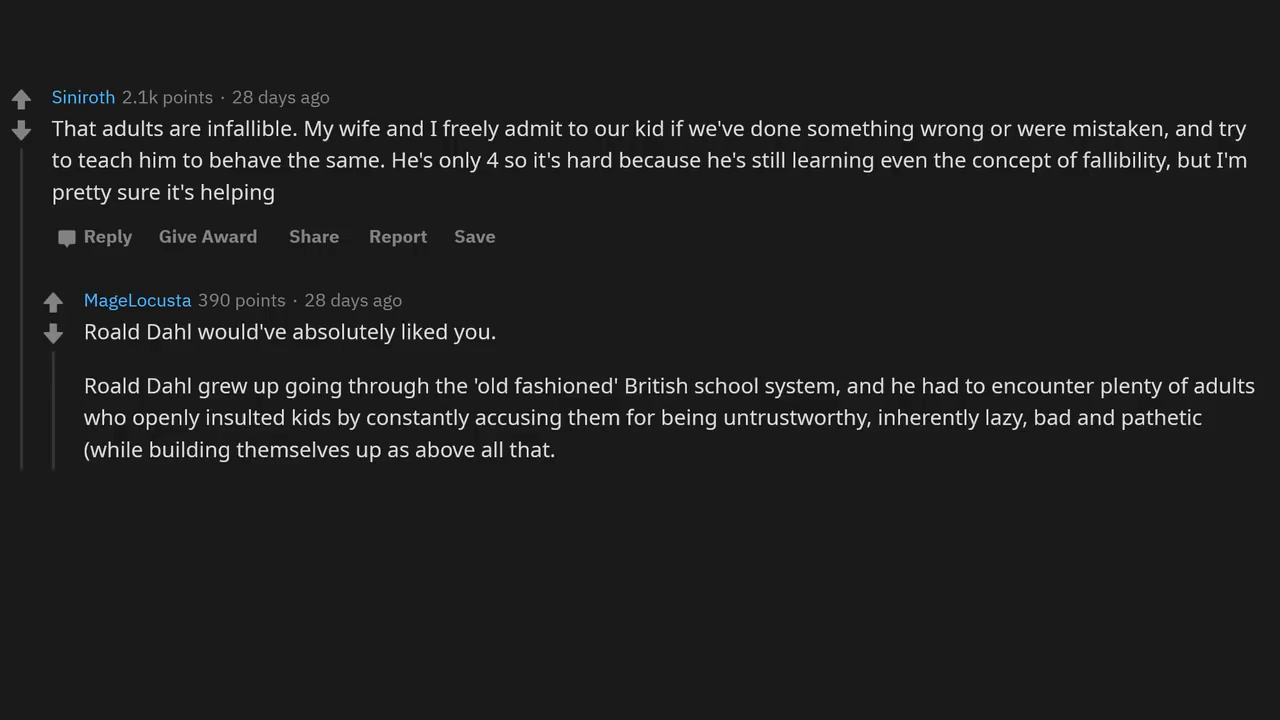 Siniroth 2.1k points · 28 days ago
That adults are infallible. My wife and I freely admit to our kid if we've done something wrong or were mistaken, and try
to teach him to behave the same. He's only 4 so it's hard because he's still learning even the concept of fallibility, but I'm
pretty sure it's helping
Reply Give Award Share Report Save
MageLocusta 390 points · 28 days ago
Roald Dahl would've absolutely liked you.
Roald Dahl grew up going through the 'old fashioned' British school system, and he had to encounter plenty of adults
who openly insulted kids by constantly accusing them for being untrustworthy, inherently lazy, bad and pathetic
(while building themselves up as above all that.